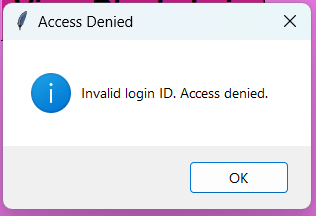 Access Denied
Invalid login ID. Access denied.
OK